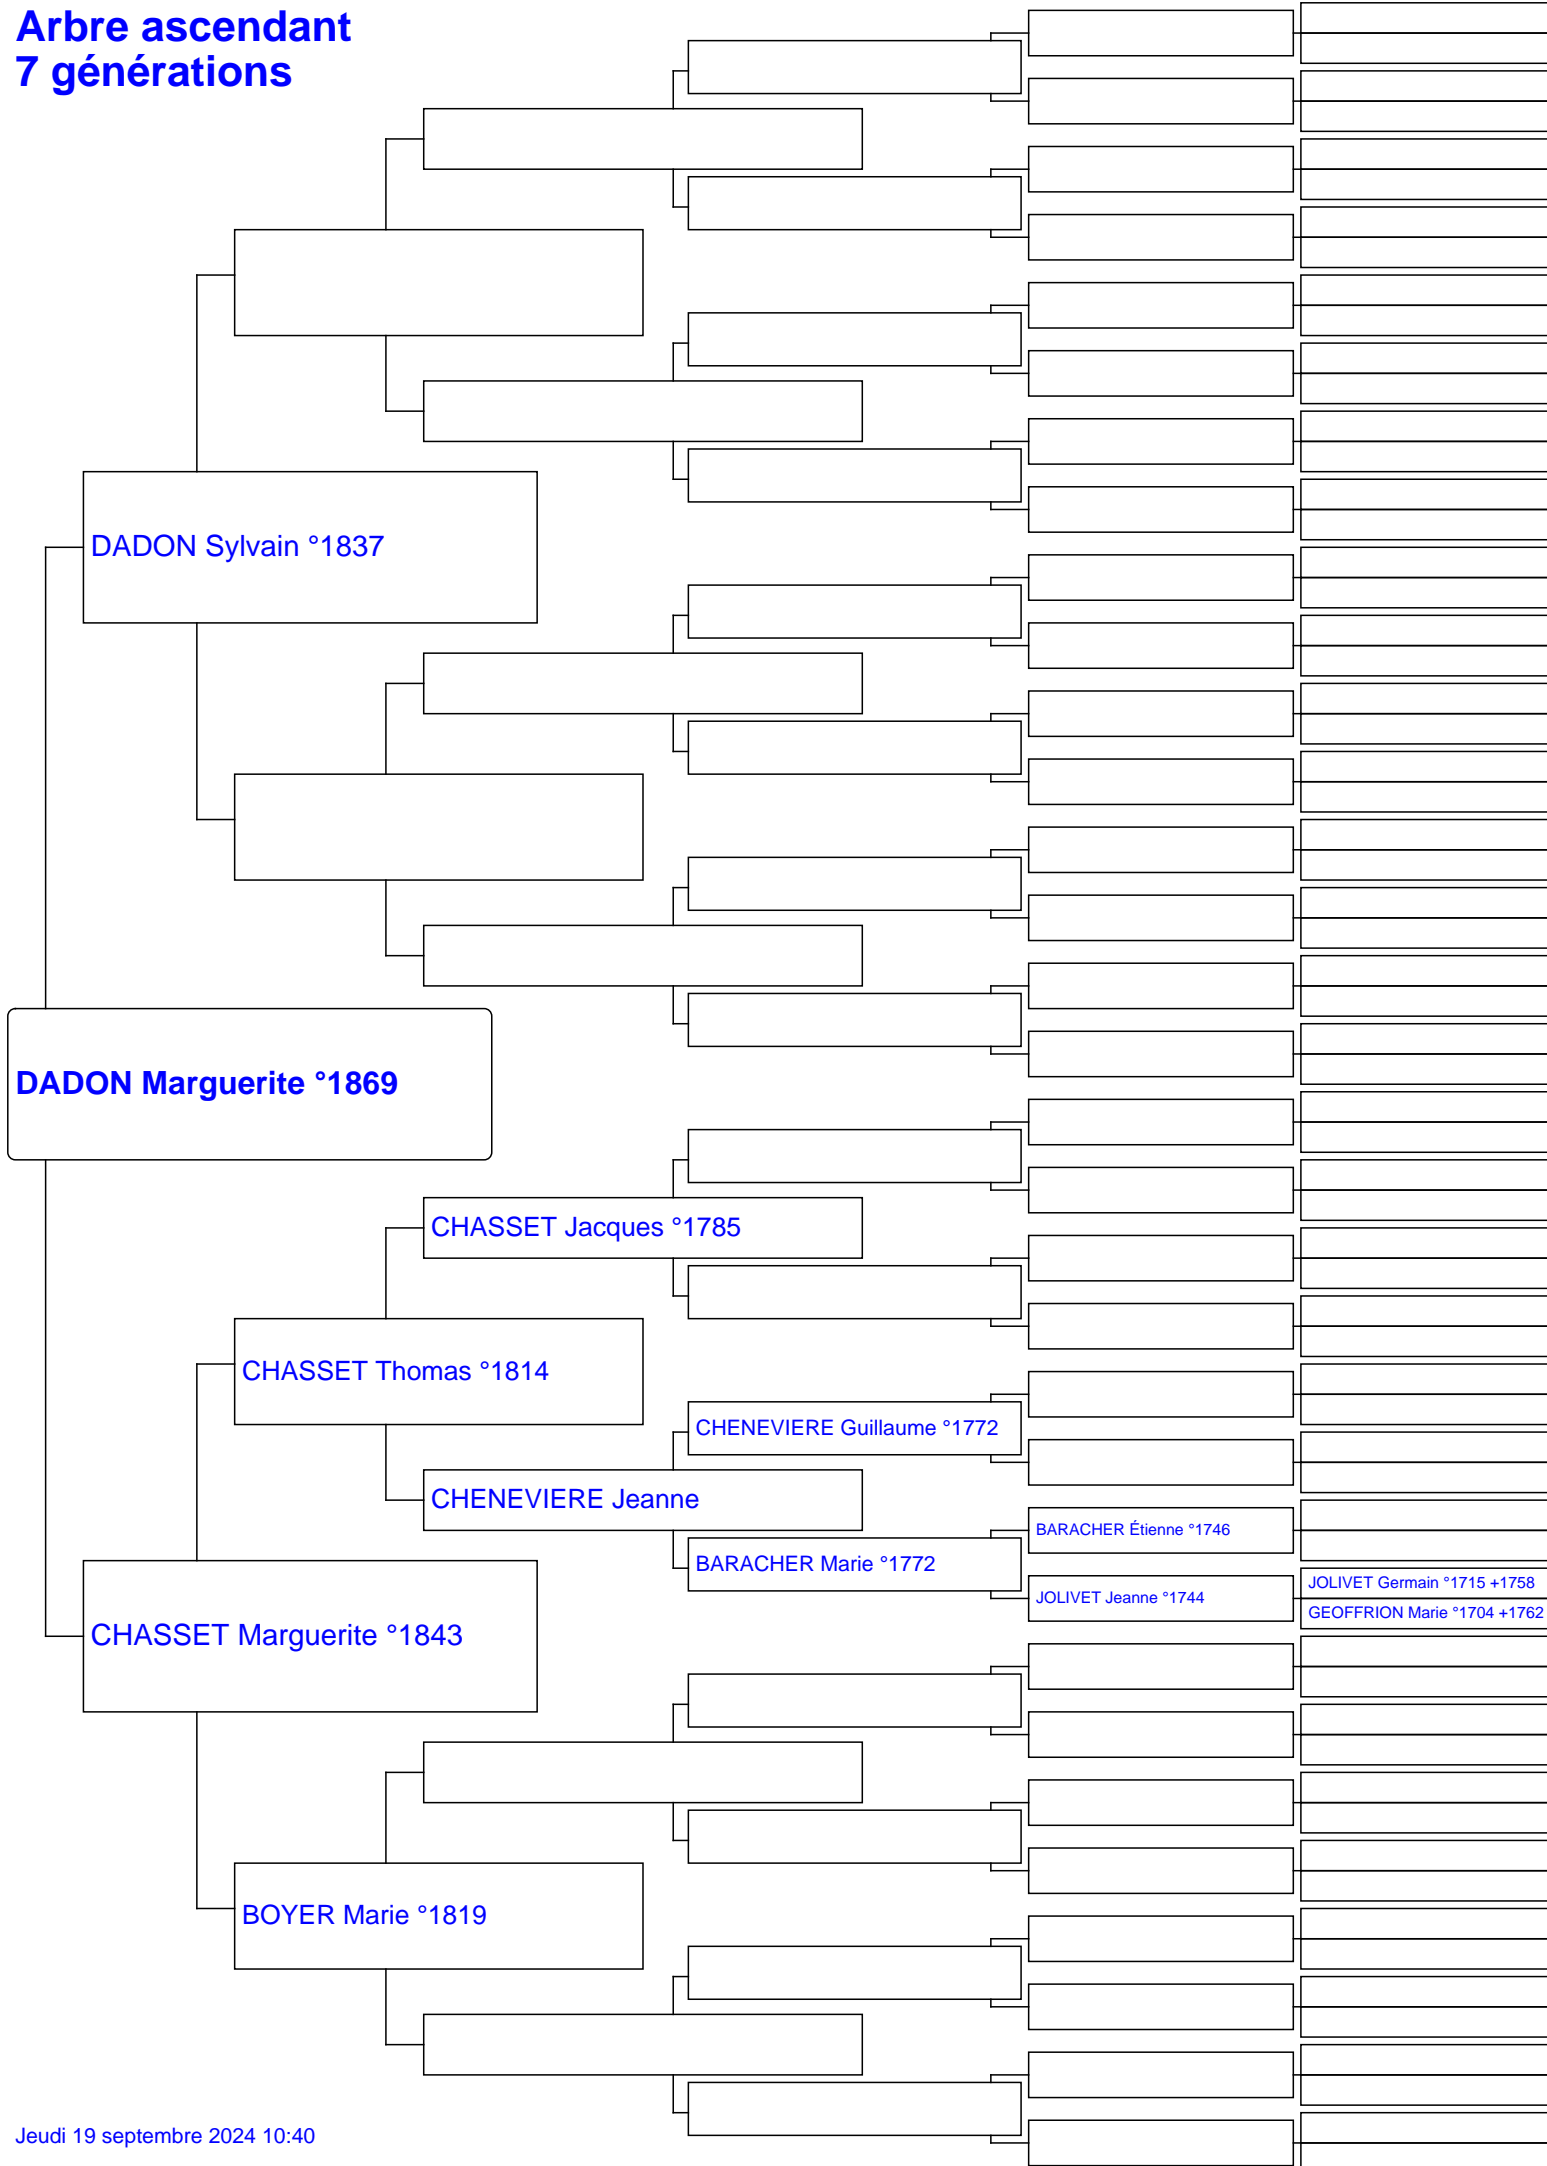 Arbre ascendant
7 générations
DADON Sylvain °1837
DADON Marguerite °1869
CHASSET Jacques °1785
CHASSET Thomas °1814
CHENEVIERE Guillaume °1772
CHENEVIERE Jeanne
BARACHER Étienne °1746
BARACHER Marie °1772
JOLIVET Germain °1715 +1758
JOLIVET Jeanne °1744
GEOFFRION Marie °1704 +1762
CHASSET Marguerite °1843
BOYER Marie °1819
Jeudi 19 septembre 2024 10:40